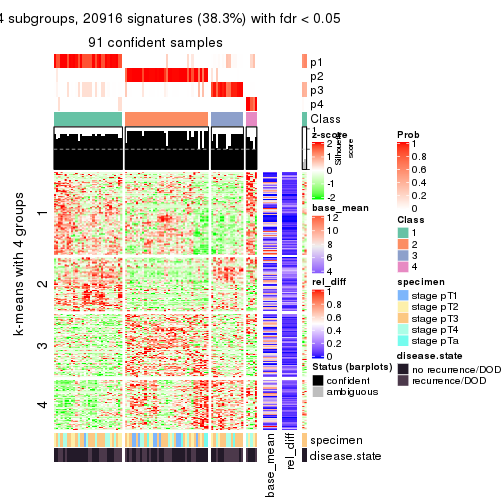 4 subgroups, 20916 signatures (38.3%) with fdr < 0.05
91 confident samples
p1
p2
p3
p4
Class
Silhouette score
1
k-means with 4 groups
1
2
3
4
z-score
2
1
0
-1
-2
base_mean
12
10
8
6
4
rel_diff
1
0.8
0.6
0.4
0.2
0
Status (barplots)
confident
ambiguous
Prob
1
0.8
0.6
0.4
0.2
0
Class
1
2
3
4
specimen
stage pT1
stage pT2
stage pT3
stage pT4
stage pTa
disease.state
no recurrence/DOD
recurrence/DOD
specimen
disease.state
base_mean
rel_diff